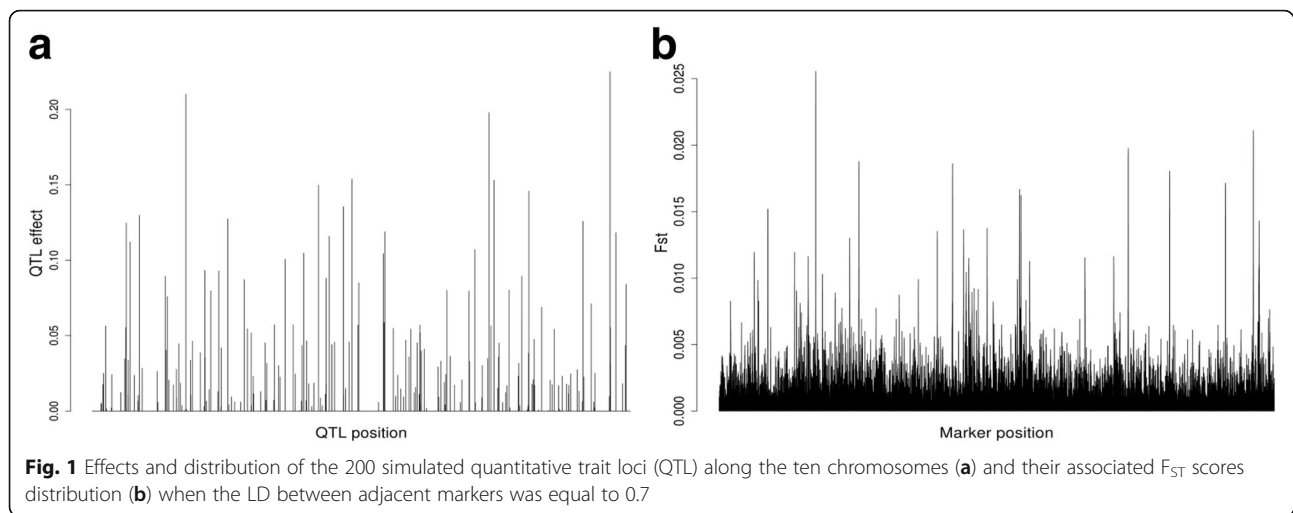 a
QTL effect
0.20
0.15
0.10
0.05
0.00
QTL position
b
Fst
0.025
0.020
0.015
0.010
0.005
0.000
Marker position
Fig. 1 Effects and distribution of the 200 simulated quantitative trait loci (QTL) along the ten chromosomes (a) and their associated FST scores
distribution (b) when the LD between adjacent markers was equal to 0.7